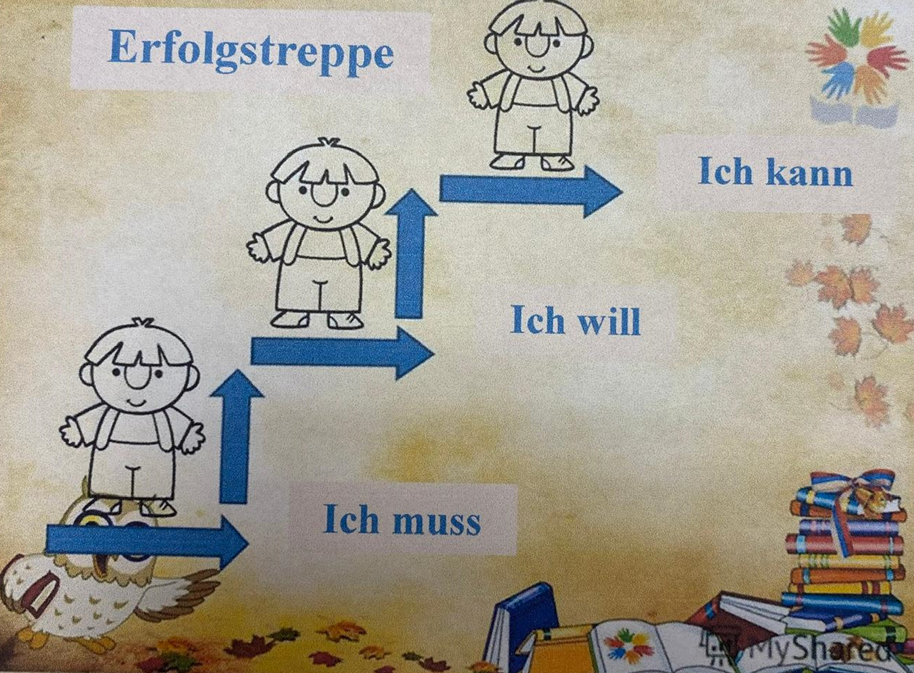 Erfolgstreppe
Ich kann
Ich will
Ich muss
MyShared